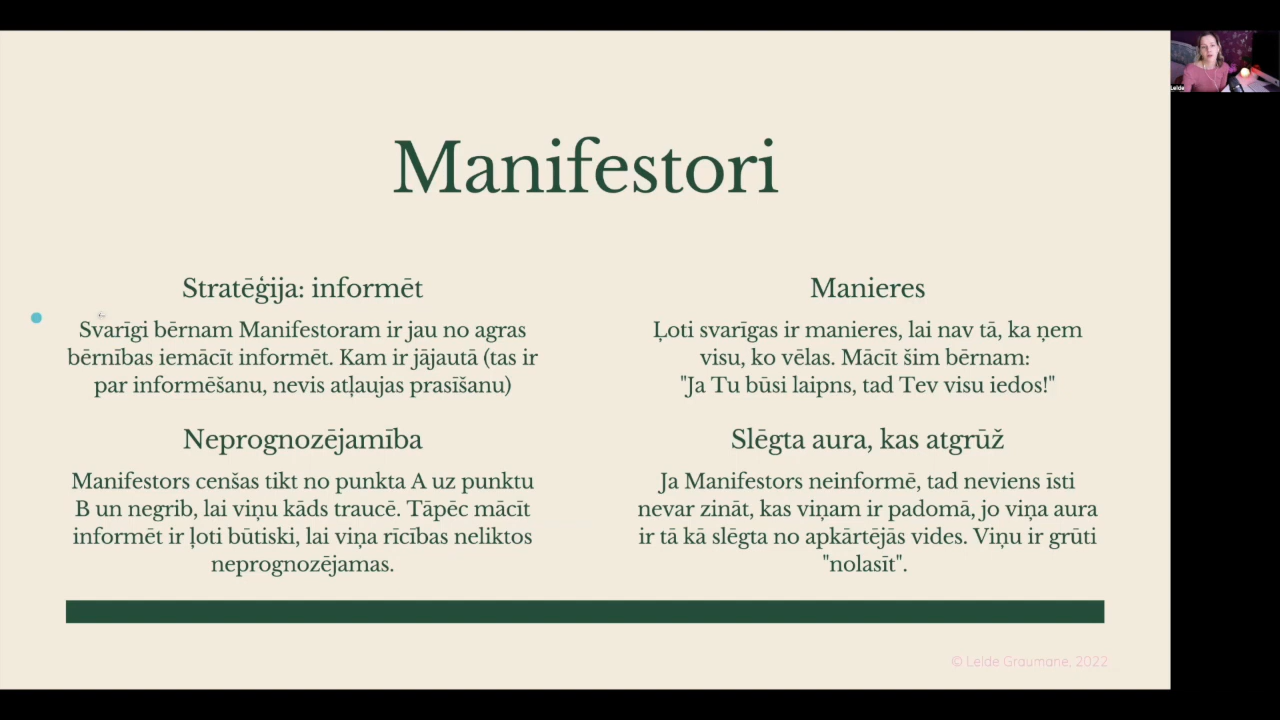 Manifestori
Stratēģija: informēt
Svarīgi bērnam Manifestoram ir jau no agras
bērnības iemācīt informēt. Kam ir jājautā (tas ir
par informēšanu, nevis atļaujas prasīšanu)
Manieres
Ļoti svarīgas ir manieres, lai nav tā, ka ņem
visu, ko vēlas. Mācīt šim bērnam:
"Ja Tu būsi laipns, tad Tev visu iedos!"
Neprognozējamība
Manifestors cenšas tikt no punkta A uz punktu
B un negrib, lai viņu kāds traucē. Tāpēc mācīt
informēt ir ļoti būtiski, lai viņa rīcības neliktos
neprognozējamas.
Slēgta aura, kas atgrūž
Ja Manifestors neinformē, tad neviens īsti
nevar zināt, kas viņam ir padomā, jo viņa aura
ir tā kā slēgta no apkārtējās vides. Viņu ir grūti
"nolasīt".
© Lelde Graumane, 2022
Lelde